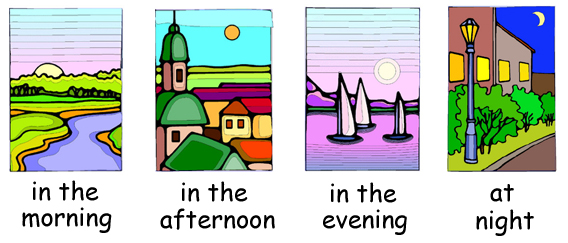 in the
morning
in the
afternoon
in the
evening
at
night